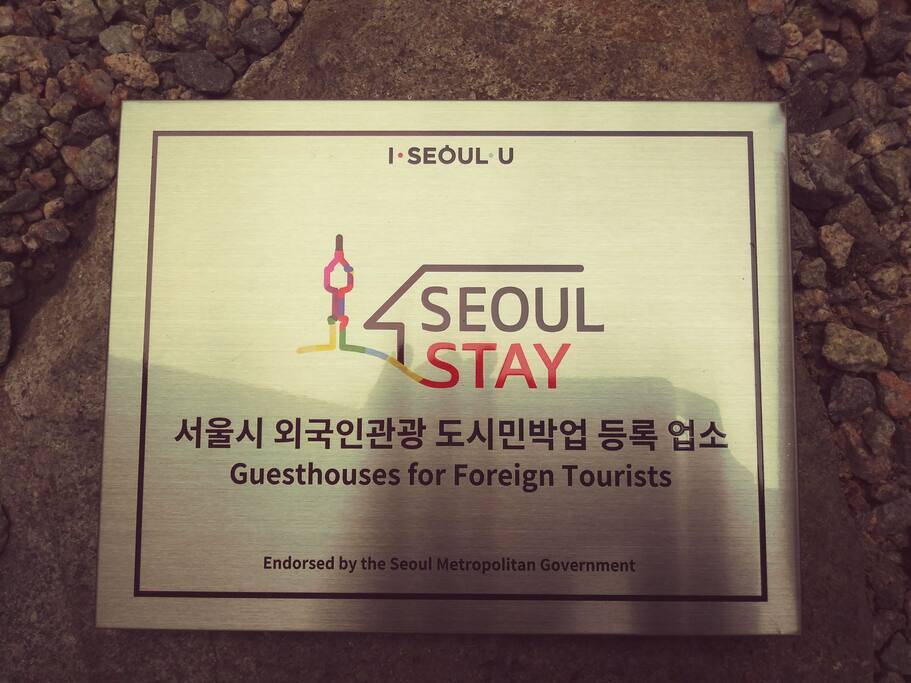 I·SEOUL·U
SEOUL
STAY
서울시 외국인관광 도시민박업 등록 업소
Guesthouses for Foreign Tourists
Endorsed by the Seoul Metropolitan Government